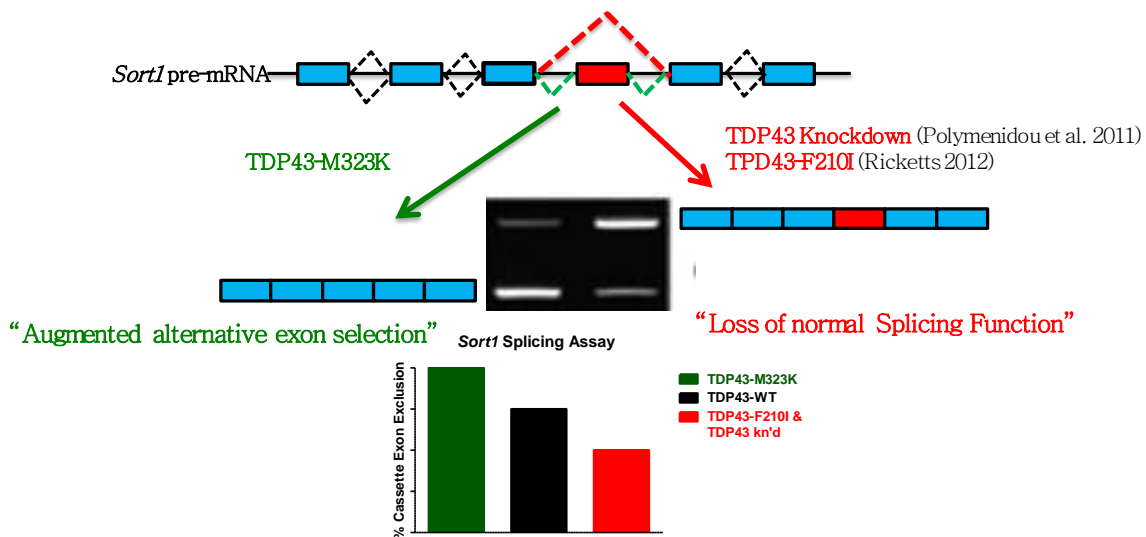 Sort1 pre-mRNA
TDP43 Knockdown (Polymenidou et al. 2011)
TPD43-F210I (Ricketts 2012)
TDP43-M323K
“Augmented alternative exon selection”
“Loss of normal Splicing Function”
Sort1 Splicing Assay
% Cassette Exon Exclusion
TDP43-M323K
TDP43-WT
TDP43-F210I &
TDP43 kn'd